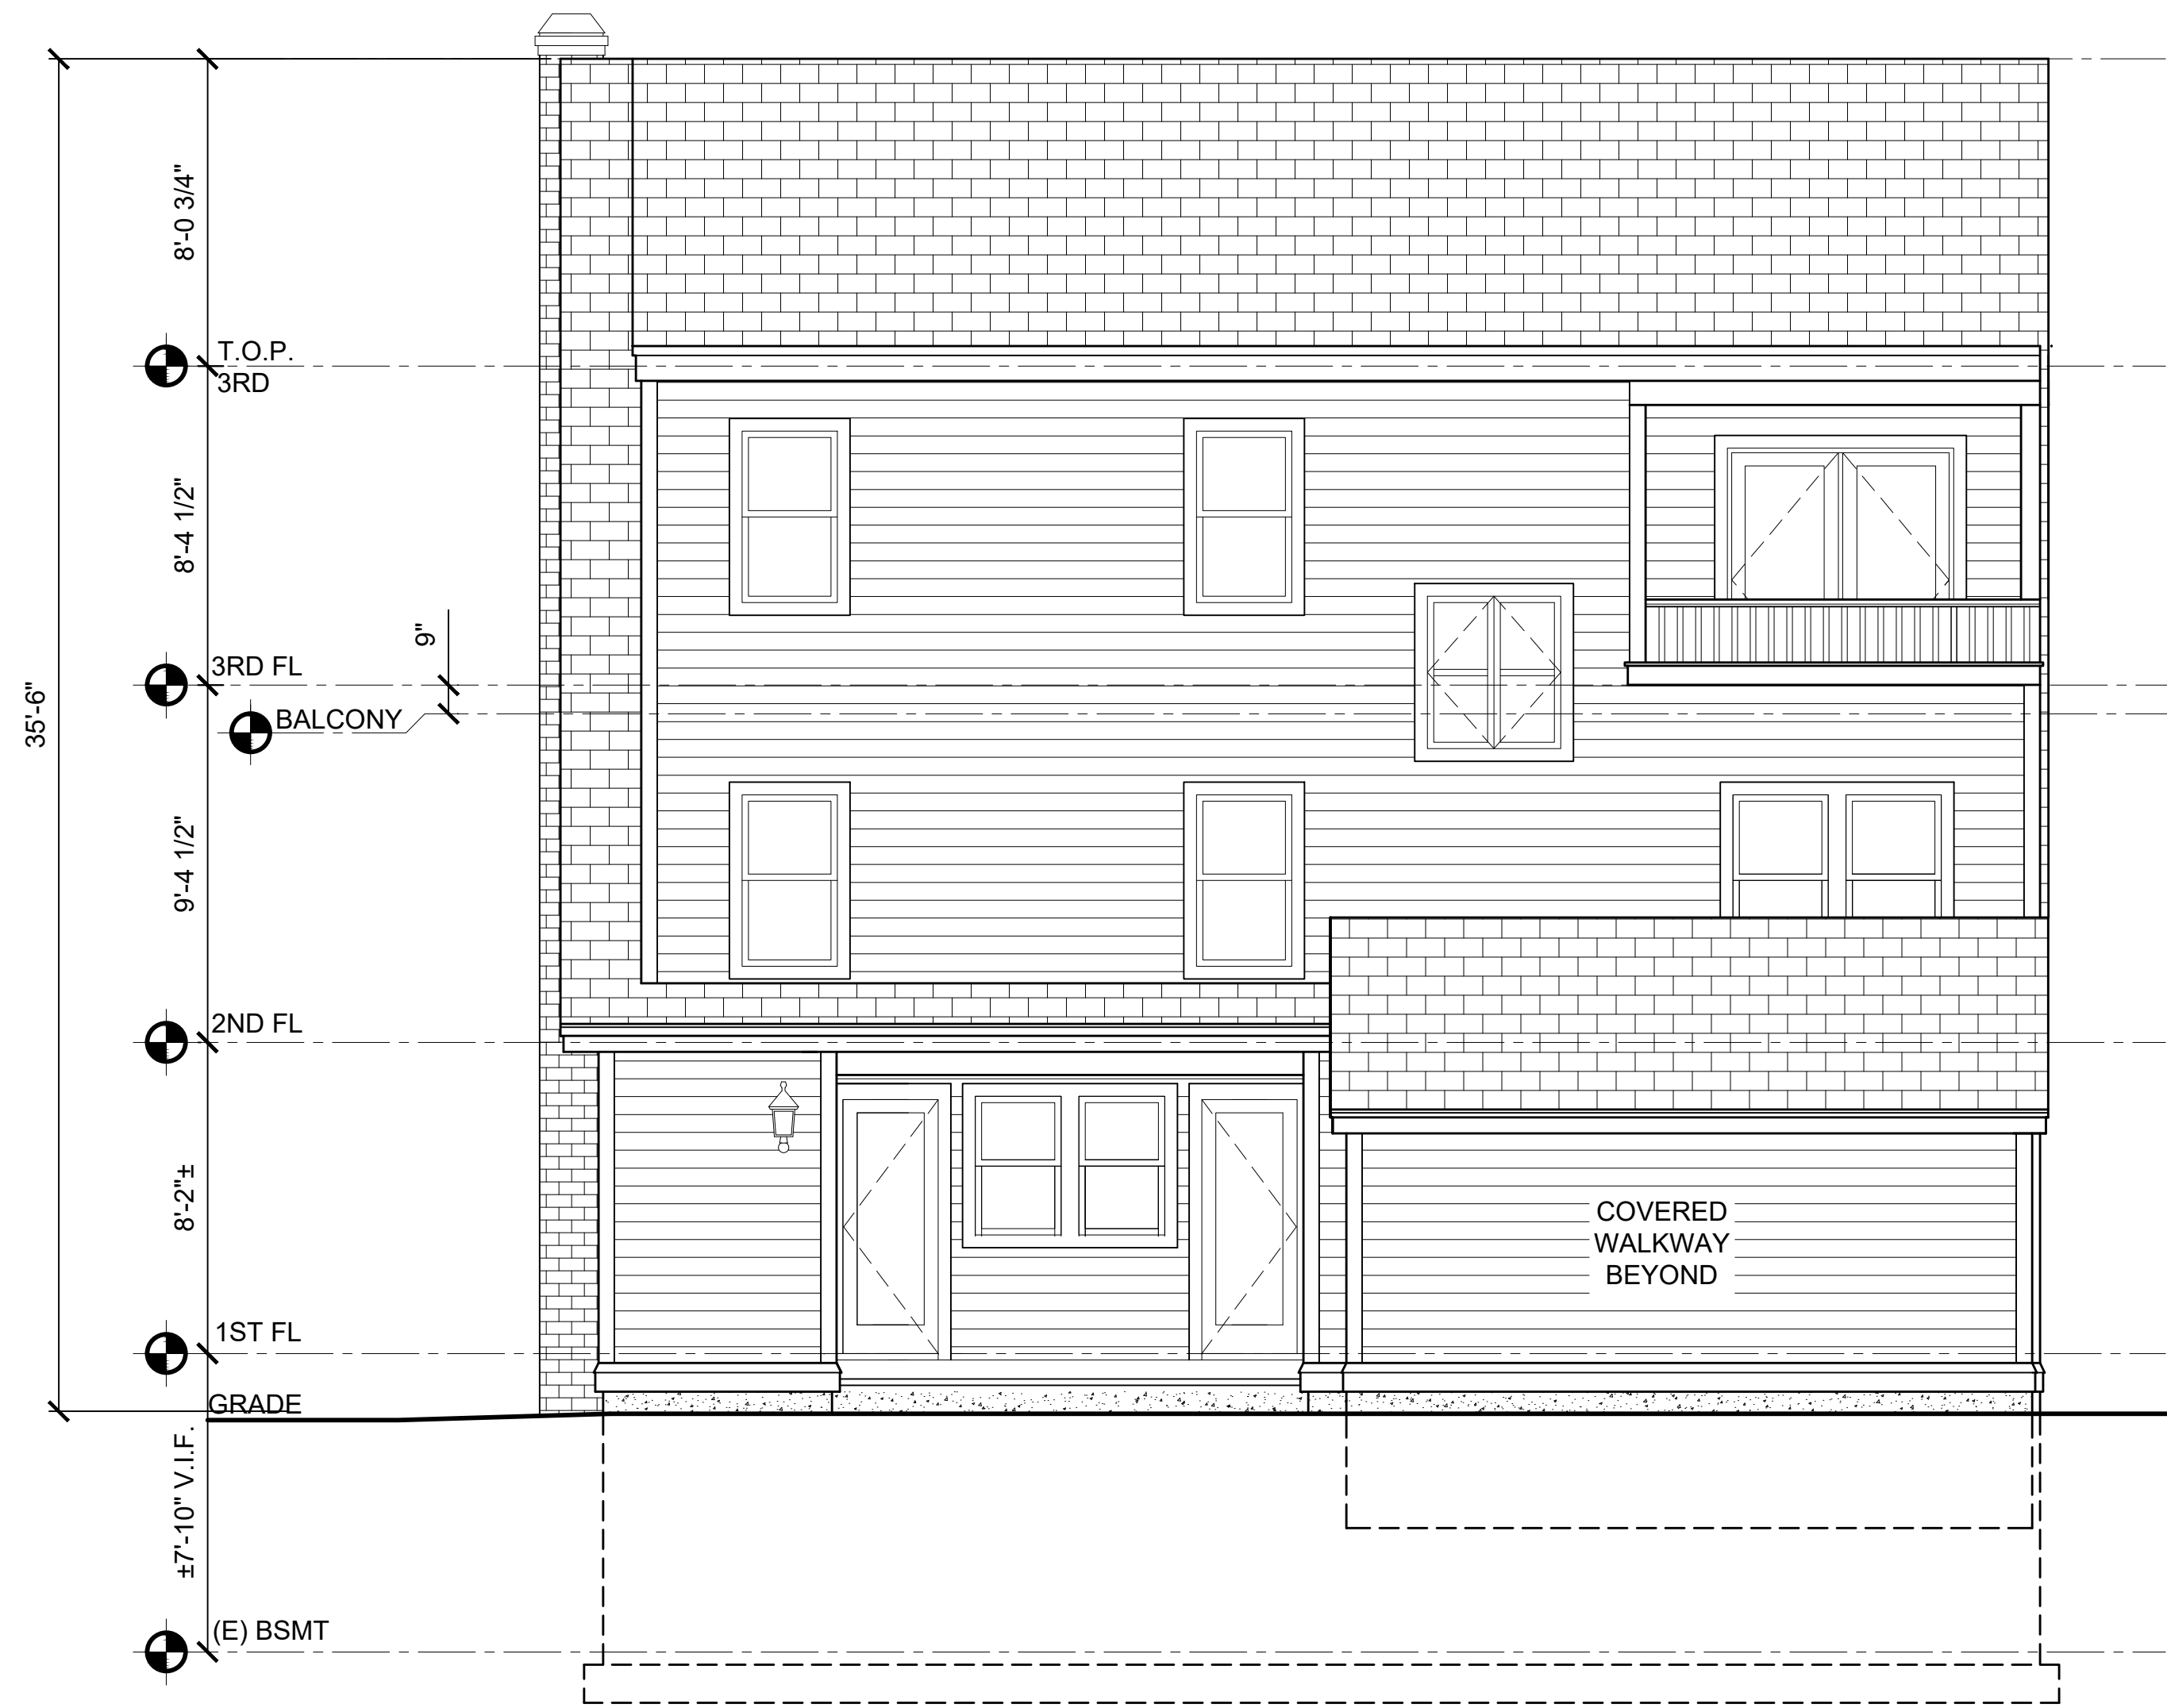 35'-6"
8'-0 3/4"
T.O.P.
3RD
8'-4 1/2"
9"
3RD FL
BALCONY
9'-4 1/2"
2ND FL
8'-2"±
COVERED
WALKWAY
BEYOND
1ST FL
GRADE
±7'-10" V.I.F.
(E) BSMT